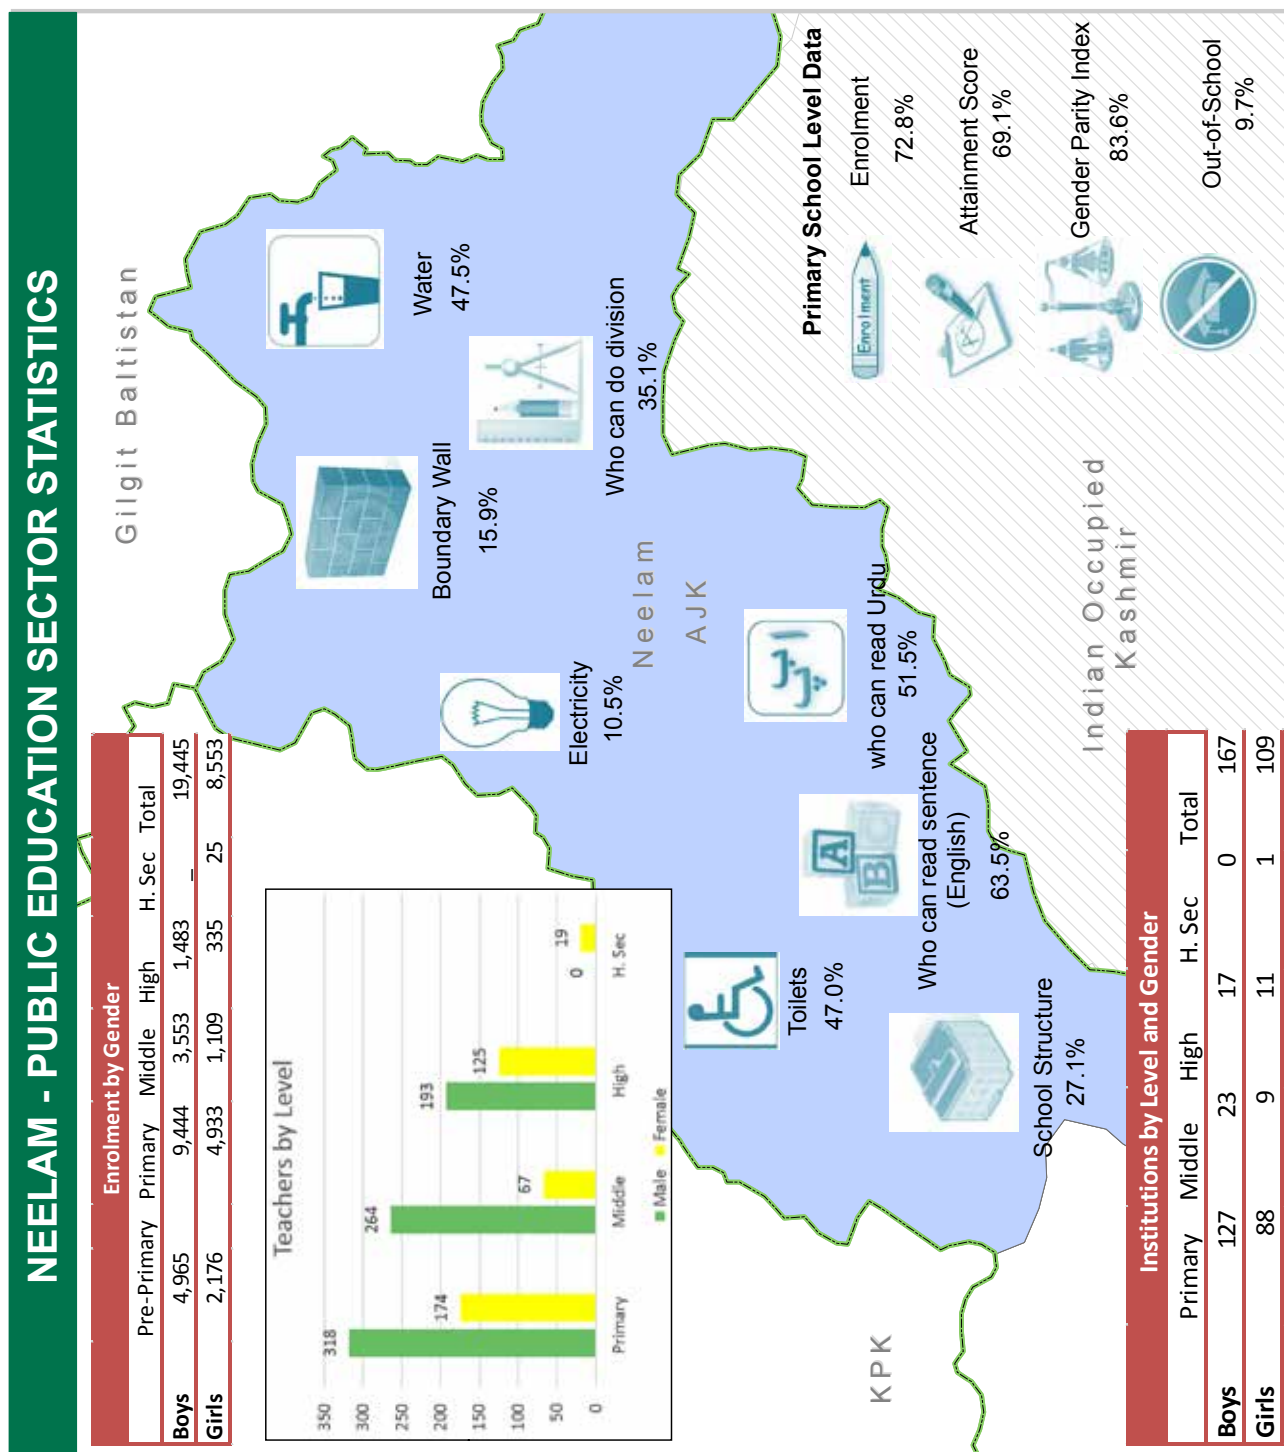 NEELAM - PUBLIC EDUCATION SECTOR STATISTICS
Enrolment by Gender
Pre-Primary Primary Middle High H. Sec Total
Boys 4,965 9,444 3,553 1,483 _ 19,445
Girls 2,176 4,933 1,109 335 25 8,553
Gilgit Baltistan
Teachers by Level
350
300
250
200
150
100
50
0
318
174
264
67
193
125
0
19
Primary Middle High H. Sec
Male Female
Water
47.5%
Boundary Wall
15.9%
Electricity
10.5%
Who can do division
35.1%
Neelam
AJK
Toilets
47.0%
ا ب پ
who can read Urdu
51.5%
A
B
Who can read sentence
(English)
63.5%
School Structure
27.1%
KPK
Indian Occupied
Kashmir
Primary School Level Data
Enrolment
Enrolment
72.8%
A+
Attainment Score
69.1%
Gender Parity Index
83.6%
Out-of-School
9.7%
Institutions by Level and Gender
Primary Middle High H. Sec Total
Boys 127 23 17 0 167
Girls 88 9 11 1 109